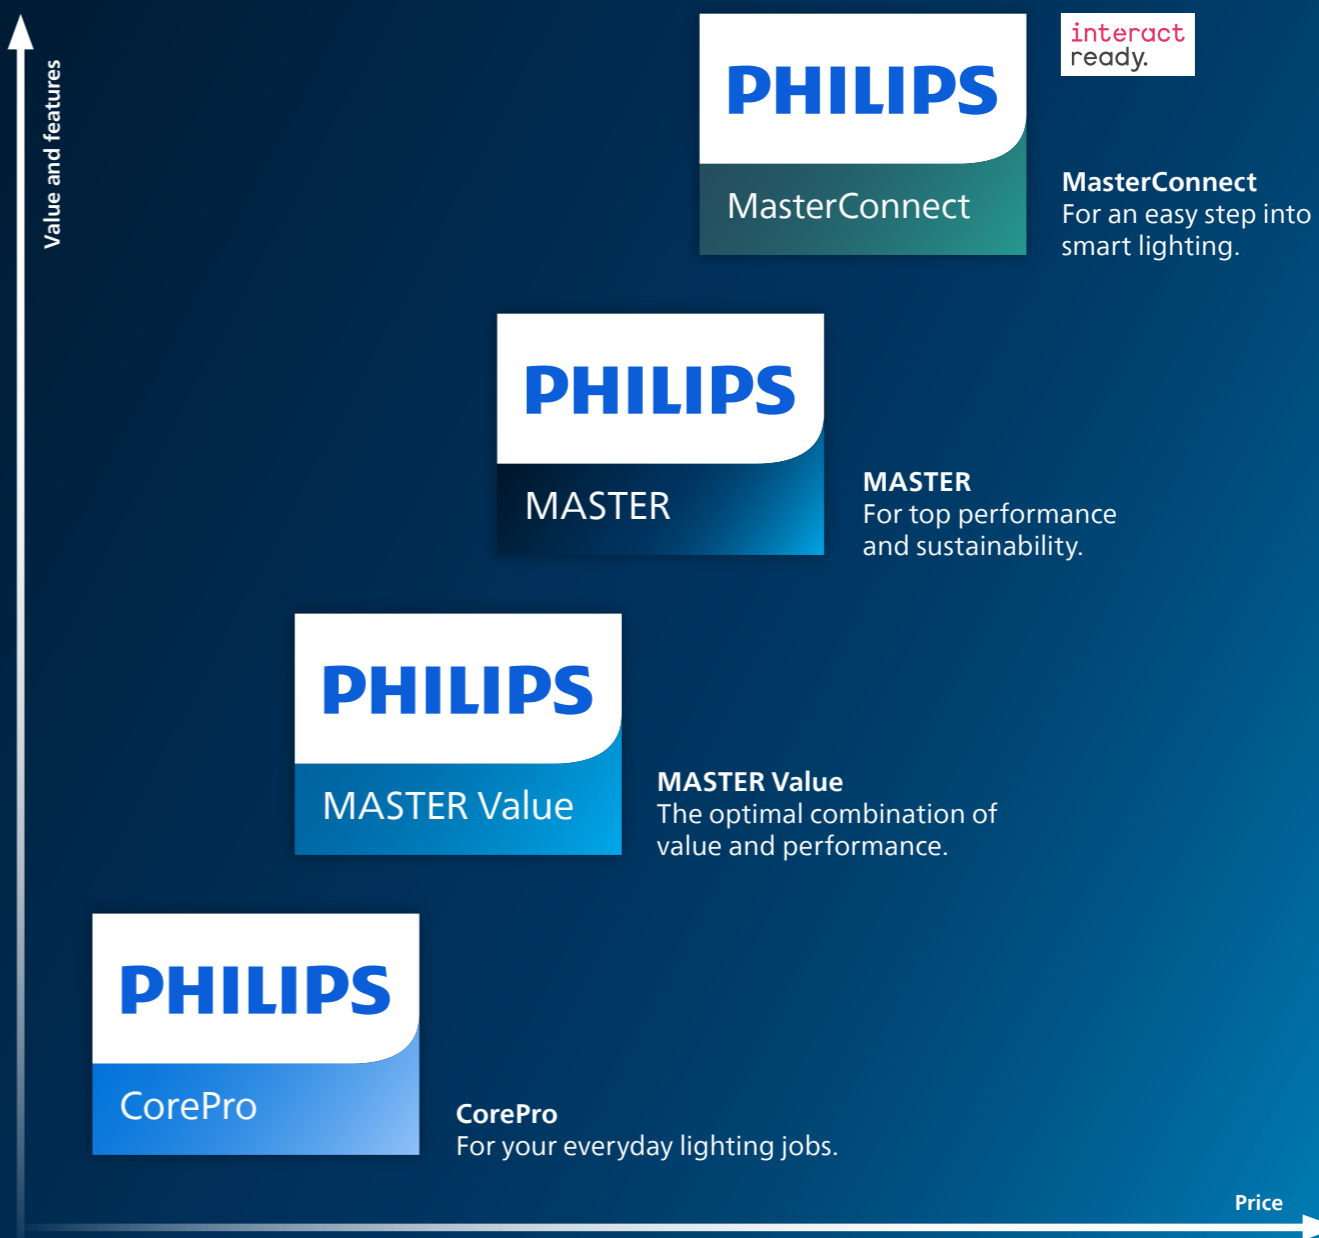 Value and features
PHILIPS
MasterConnect
interact
ready.
MasterConnect
For an easy step into
smart lighting.
PHILIPS
MASTER
MASTER
For top performance
and sustainability.
PHILIPS
MASTER Value
MASTER Value
The optimal combination of
value and performance.
PHILIPS
CorePro
CorePro
For your everyday lighting jobs.
Price